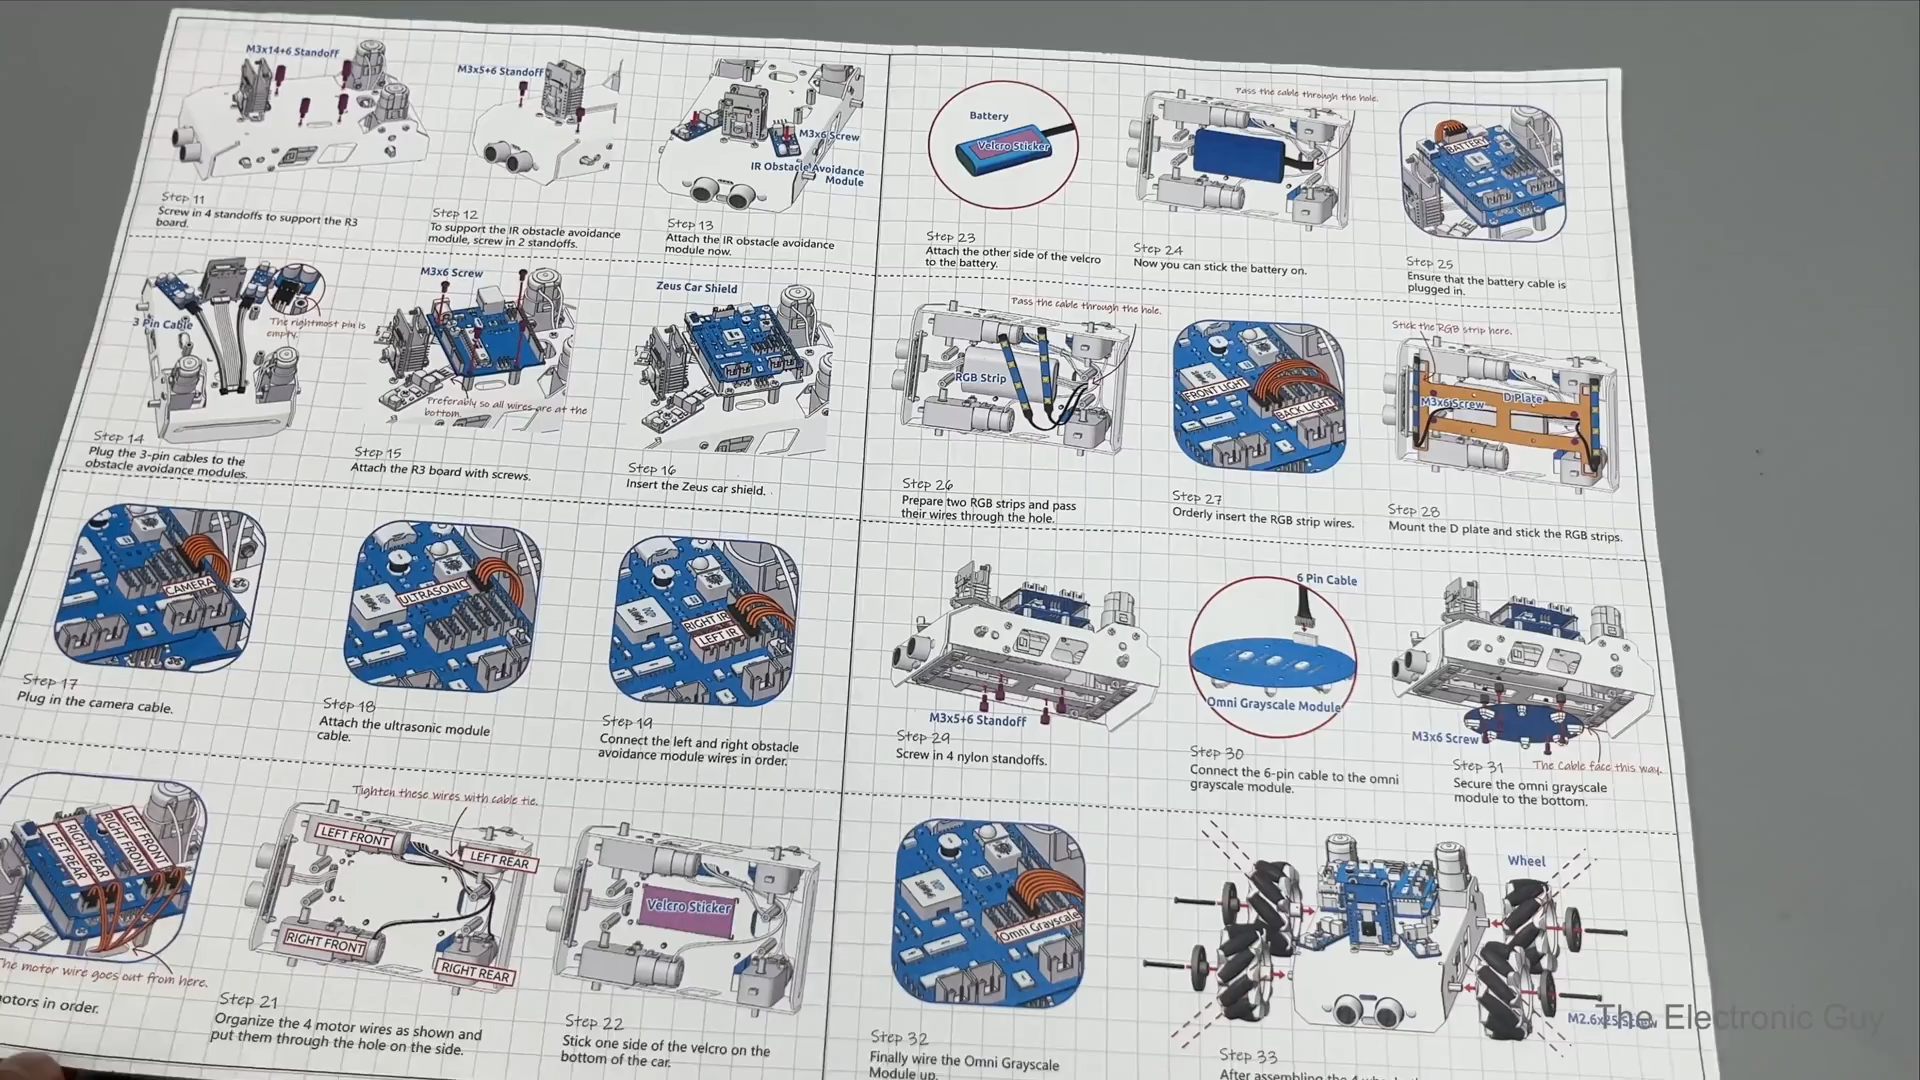 M3x14+6 Standoff
Step 11
Screw in 4 standoffs to support the R3
board.
M3x5+6 Standoff
Step 12
To support the IR obstacle avoidance
module, screw in 2 standoffs.
M3x6 Screw
IR Obstacle Avoidance
Module
Step 13
Attach the IR obstacle avoidance
module now.
3 Pin Cable
The rightmost pin is
empty.
Step 14
Plug the 3-pin cables to the
obstacle avoidance modules.
M3x6 Screw
Preferably so all wires are at the
bottom.
Step 15
Attach the R3 board with screws.
Zeus Car Shield
Step 16
Insert the Zeus car shield.
CAMERA
Step 17
Plug in the camera cable.
ULTRASONIC
Step 18
Attach the ultrasonic module
cable.
RIGHT IR
LEFT IR
Step 19
Connect the left and right obstacle
avoidance module wires in order.
LEFT REAR
RIGHT REAR
RIGHT FRONT
LEFT FRONT
The motor wire goes out from here.
otors in order.
Tighten these wires with cable tie.
LEFT FRONT
LEFT REAR
RIGHT FRONT
RIGHT REAR
Step 21
Organize the 4 motor wires as shown and
put them through the hole on the side.
Velcro Sticker
Step 22
Stick one side of the velcro on the
bottom of the car.
Battery
Velcro Sticker
Step 23
Attach the other side of the velcro
to the battery.
Pass the cable through the hole.
Step 24
Now you can stick the battery on.
BATTERY
Step 25
Ensure that the battery cable is
plugged in.
Pass the cable through the hole.
RGB Strip
Step 26
Prepare two RGB strips and pass
their wires through the hole.
FRONT LIGHT
BACK LIGHT
Step 27
Orderly insert the RGB strip wires.
Stick the RGB strip here.
M3x6 Screw
D Plate
Step 28
Mount the D plate and stick the RGB strips.
M3x5+6 Standoff
Step 29
Screw in 4 nylon standoffs.
6 Pin Cable
Omni Grayscale Module
Step 30
Connect the 6-pin cable to the omni
grayscale module.
M3x6 Screw
The Cable face this way.
Step 31
Secure the omni grayscale
module to the bottom.
Omni Grayscale
Step 32
Finally wire the Omni Grayscale
Module up.
Wheel
M2.6x25 Screw
Step 33
After assembling the 4
The Electronic Guy